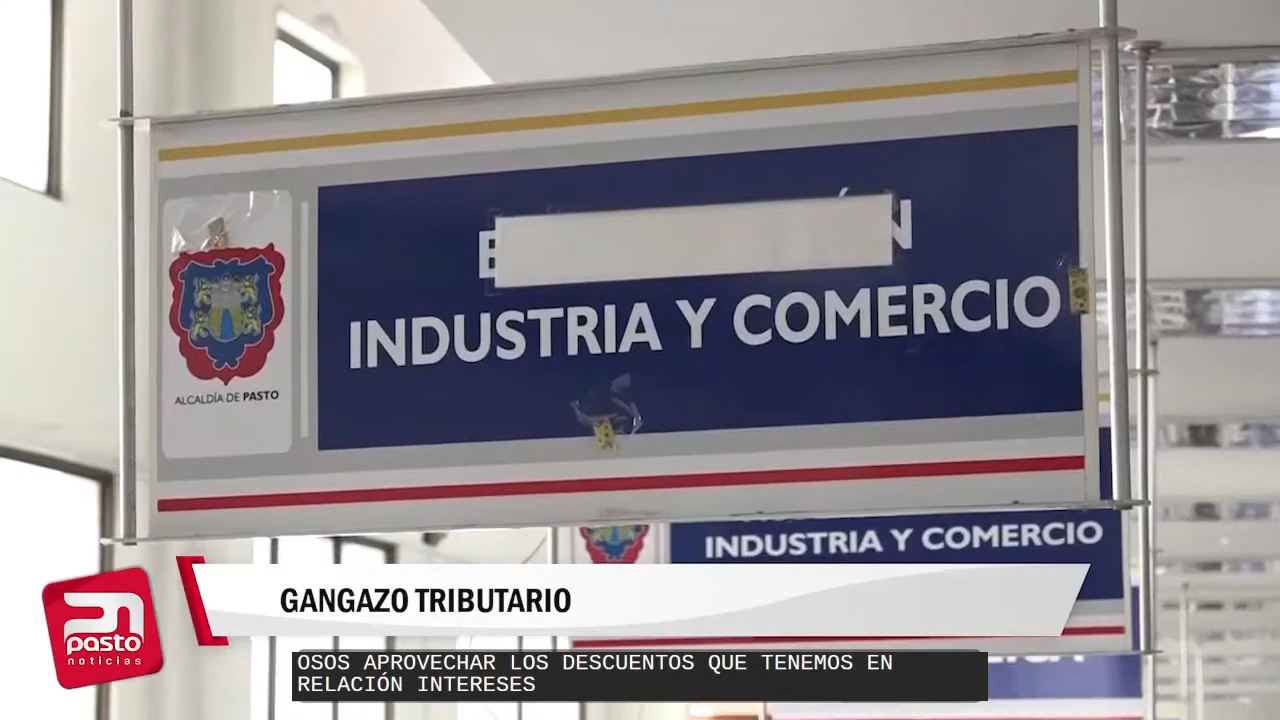 INDUSTRIA Y COMERCIO
ALCALDÍA DE PASTO
INDUSTRIA Y COMERCIO
GANGAZO TRIBUTARIO
pasto
noticias
OSOS APROVECHAR LOS DESCUENTOS QUE TENEMOS EN
RELACIÓN INTERESES